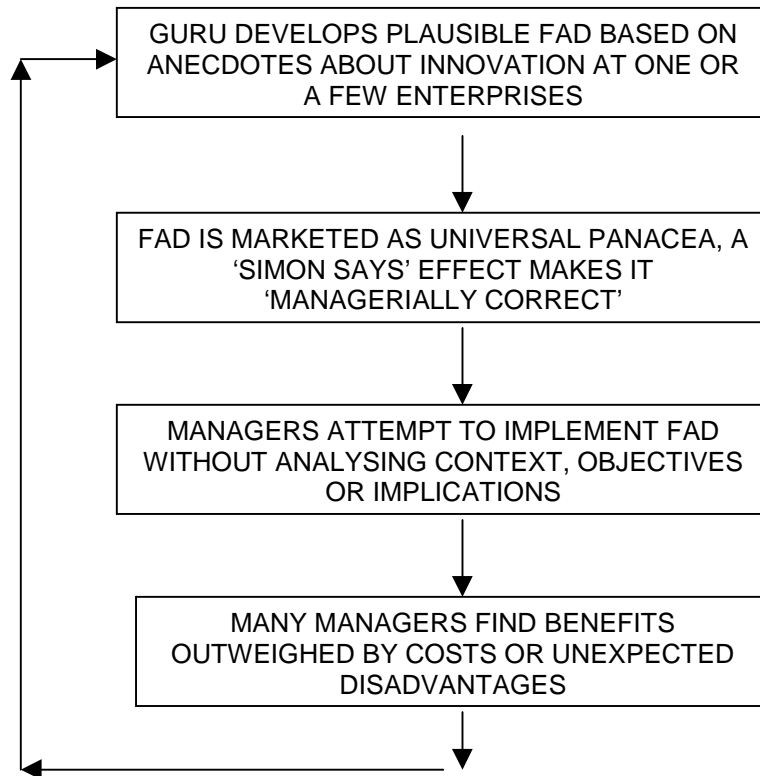 GURU DEVELOPS PLAUSIBLE FAD BASED ON
ANECDOTES ABOUT INNOVATION AT ONE OR
A FEW ENTERPRISES
FAD IS MARKETED AS UNIVERSAL PANACEA, A
‘SIMON SAYS’ EFFECT MAKES IT
‘MANAGERIALLY CORRECT’
MANAGERS ATTEMPT TO IMPLEMENT FAD
WITHOUT ANALYSING CONTEXT, OBJECTIVES
OR IMPLICATIONS
MANY MANAGERS FIND BENEFITS
OUTWEIGHED BY COSTS OR UNEXPECTED
DISADVANTAGES